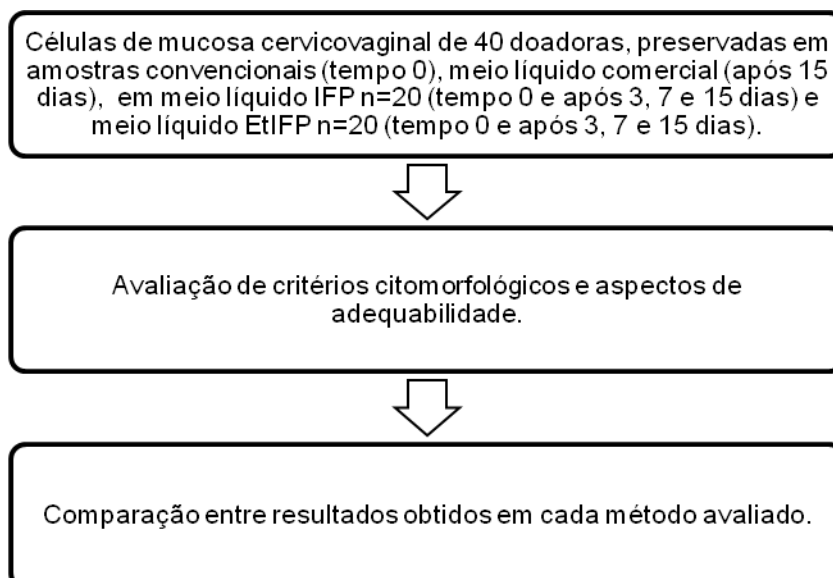 Células de mucosa cervicovaginal de 40 doadoras, preservadas em
amostras convencionais (tempo 0), meio líquido comercial (após 15
dias), em meio líquido IFP n=20 (tempo 0 e após 3, 7 e 15 dias) e
meio líquido EtIFP n=20 (tempo 0 e após 3, 7 e 15 dias).
Avaliação de critérios citomorfológicos e aspectos de
adequabilidade.
Comparação entre resultados obtidos em cada método avaliado.